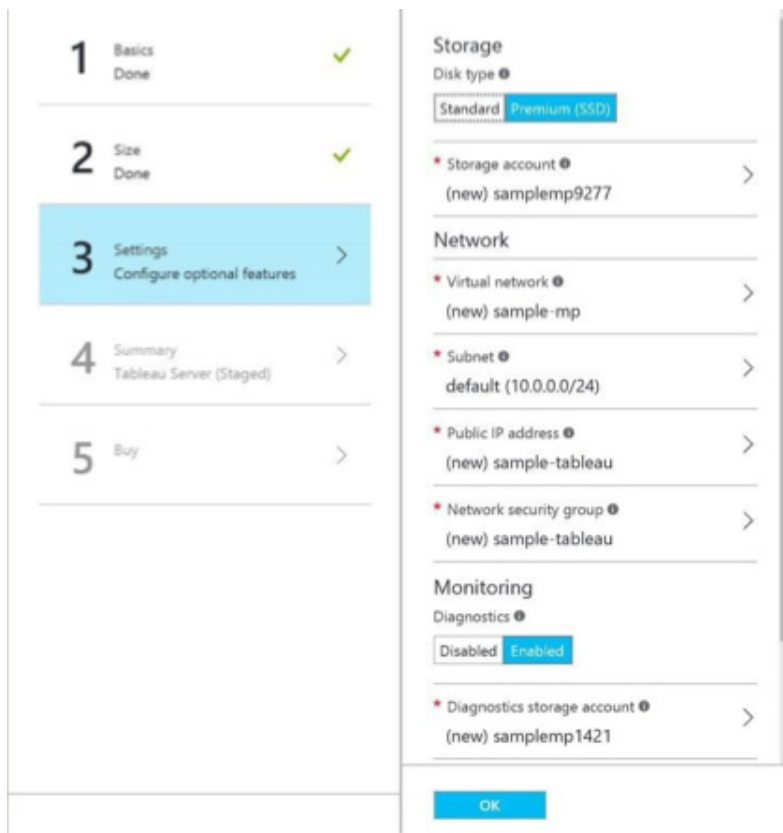 1
Basics
Done
2
Size
Done
3
Settings
Configure optional features
4
Summary
Tableau Server (Staged)
5
Buy
Storage
Disk type
Standard Premium (SSD)
* Storage account
(new) samplemp9277
Network
* Virtual network
(new) sample-mp
* Subnet
default (10.0.0.0/24)
* Public IP address
(new) sample-tableau
* Network security group
(new) sample-tableau
Monitoring
Diagnostics
Disabled Enabled
* Diagnostics storage account
(new) samplemp1421
OK